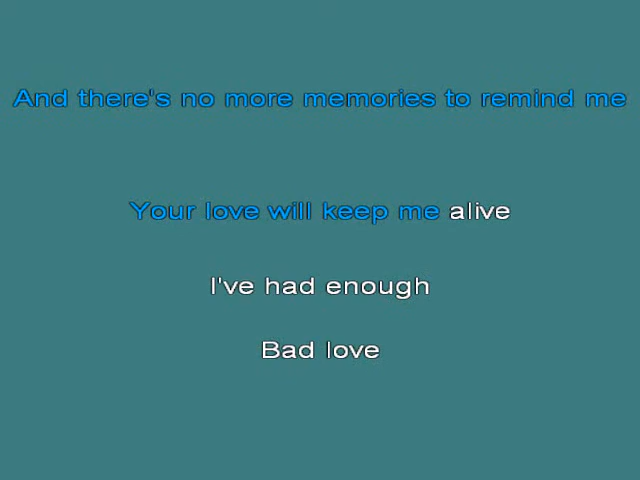 And there's no more memories to remind me
Your love will keep me alive
I've had enough
Bad love